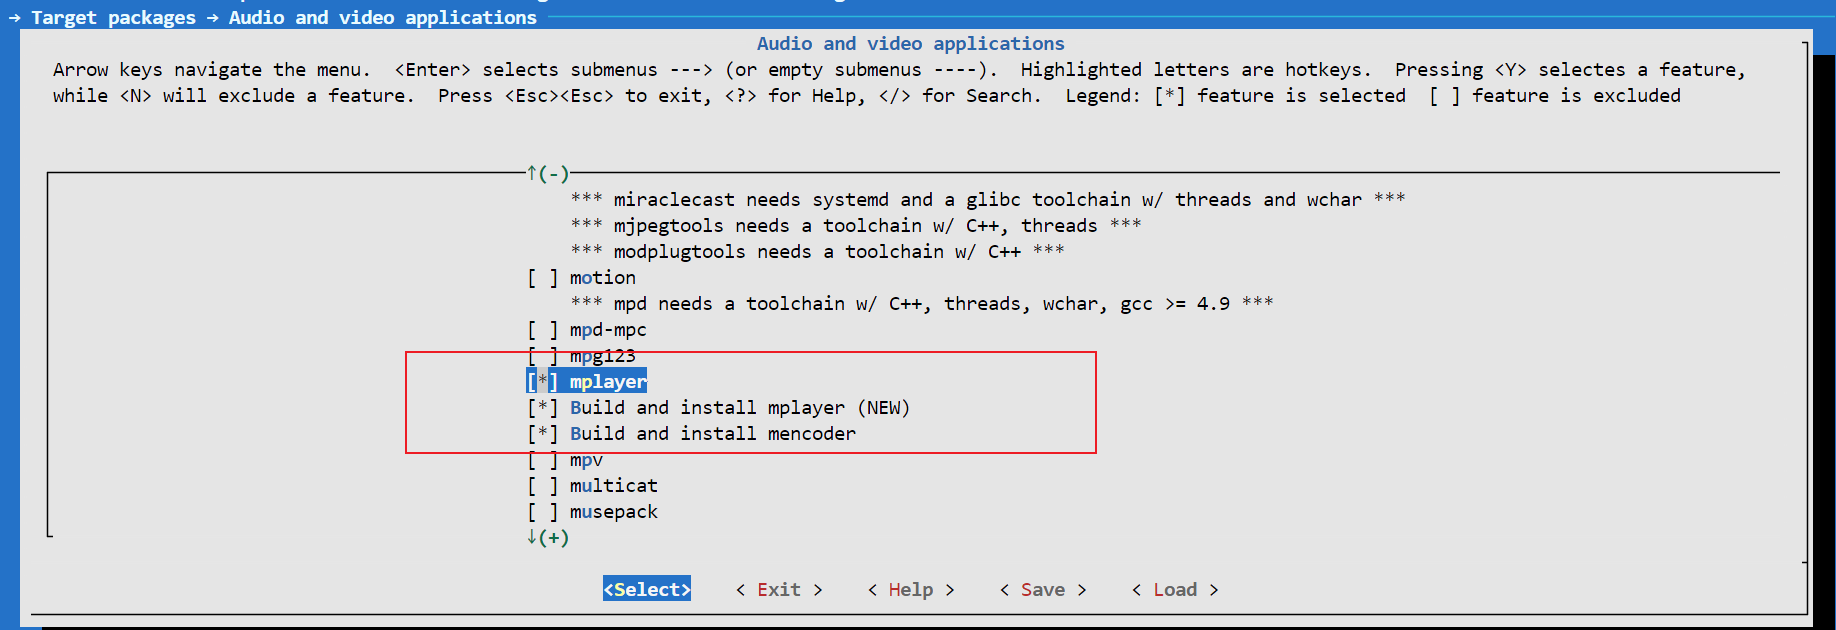 → Target packages → Audio and video applications
Audio and video applications
Arrow keys navigate the menu.  <Enter> selects submenus ---> (or empty submenus ----).  Highlighted letters are hotkeys.  Pressing <Y> selectes a feature,
while <N> will exclude a feature.  Press <Esc><Esc> to exit, <?> for Help, </> for Search.  Legend: [*] feature is selected  [ ] feature is excluded
↑(-)
*** miraclecast needs systemd and a glibc toolchain w/ threads and wchar ***
*** mjpegtools needs a toolchain w/ C++, threads ***
*** modplugtools needs a toolchain w/ C++ ***
[ ] motion
*** mpd needs a toolchain w/ C++, threads, wchar, gcc >= 4.9 ***
[ ] mpd-mpc
[ ] mpg123
[*] mplayer
[*] Build and install mplayer (NEW)
[*] Build and install mencoder
[ ] mpv
[ ] multicat
[ ] musepack
↓(+)
<Select>    < Exit >    < Help >    < Save >    < Load >